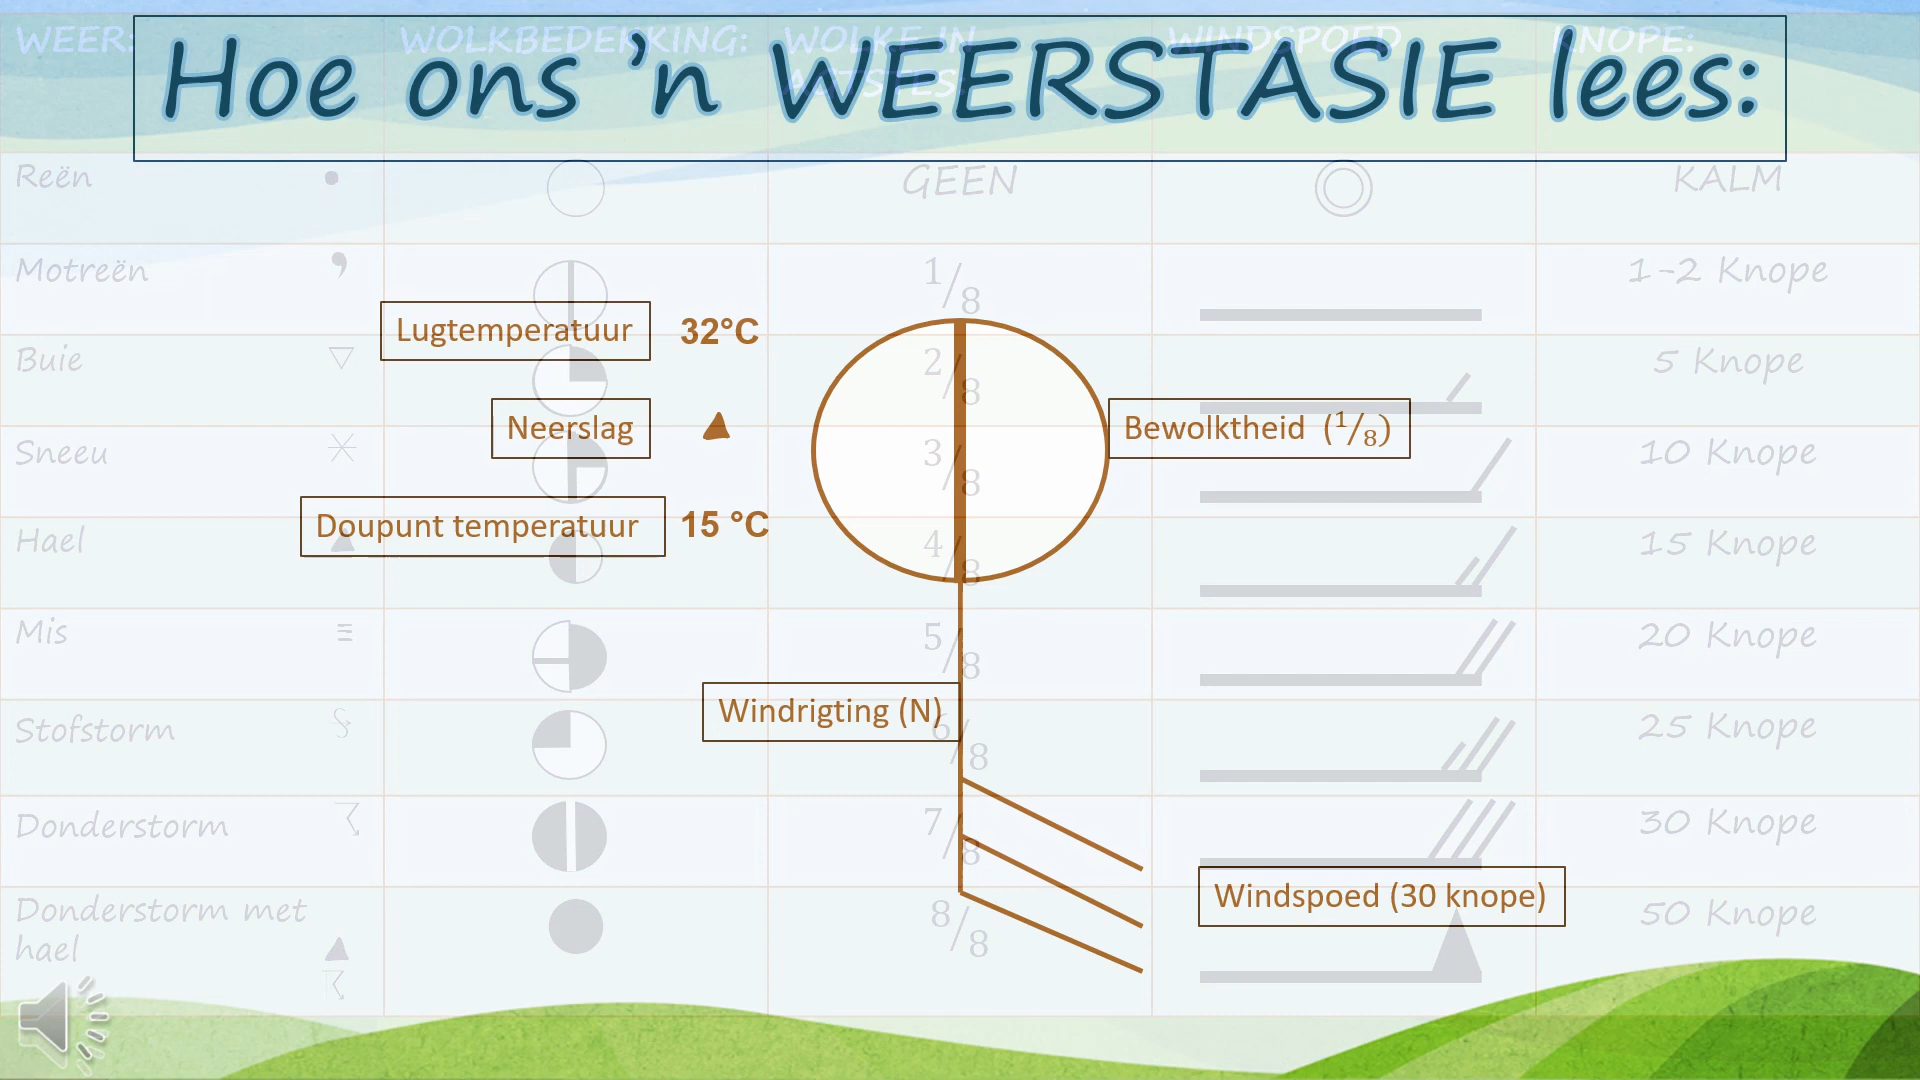 Hoe ons ’n WEERSTASIE lees:
WEER: WOLKBEDEKKING: WOLKE IN WINDSPOED KNOPE:
Reën GEEN KALM
Motreën 1/8 1-2 Knope
Lugtemperatuur 32°C
Buie 2/8 5 Knope
Neerslag Bewolktheid (1/8)
Sneeu 3/8 10 Knope
Doupunt temperatuur 15 °C
Hael 4/8 15 Knope
Mis 5/8 20 Knope
Windrigting (N)
Stofstorm 6/8 25 Knope
Donderstorm 7/8 30 Knope
Windspoed (30 knope)
Donderstorm met 8/8 50 Knope
hael